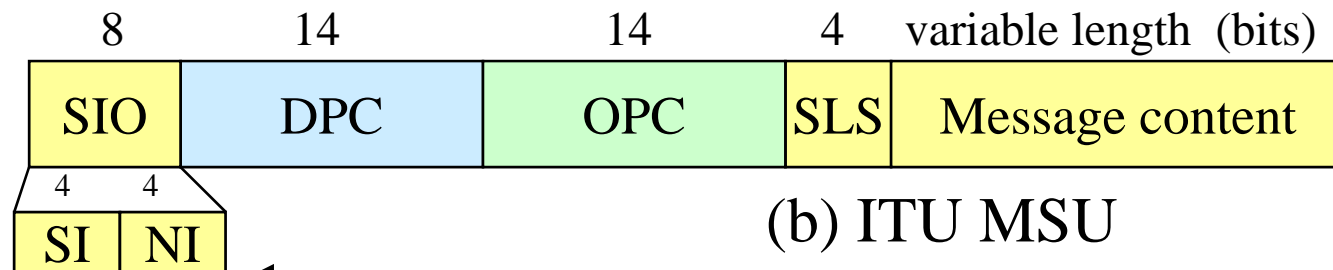 8 14 14 4 variable length (bits)
SIO DPC OPC SLS Message content
4 4
SI NI
(b) ITU MSU